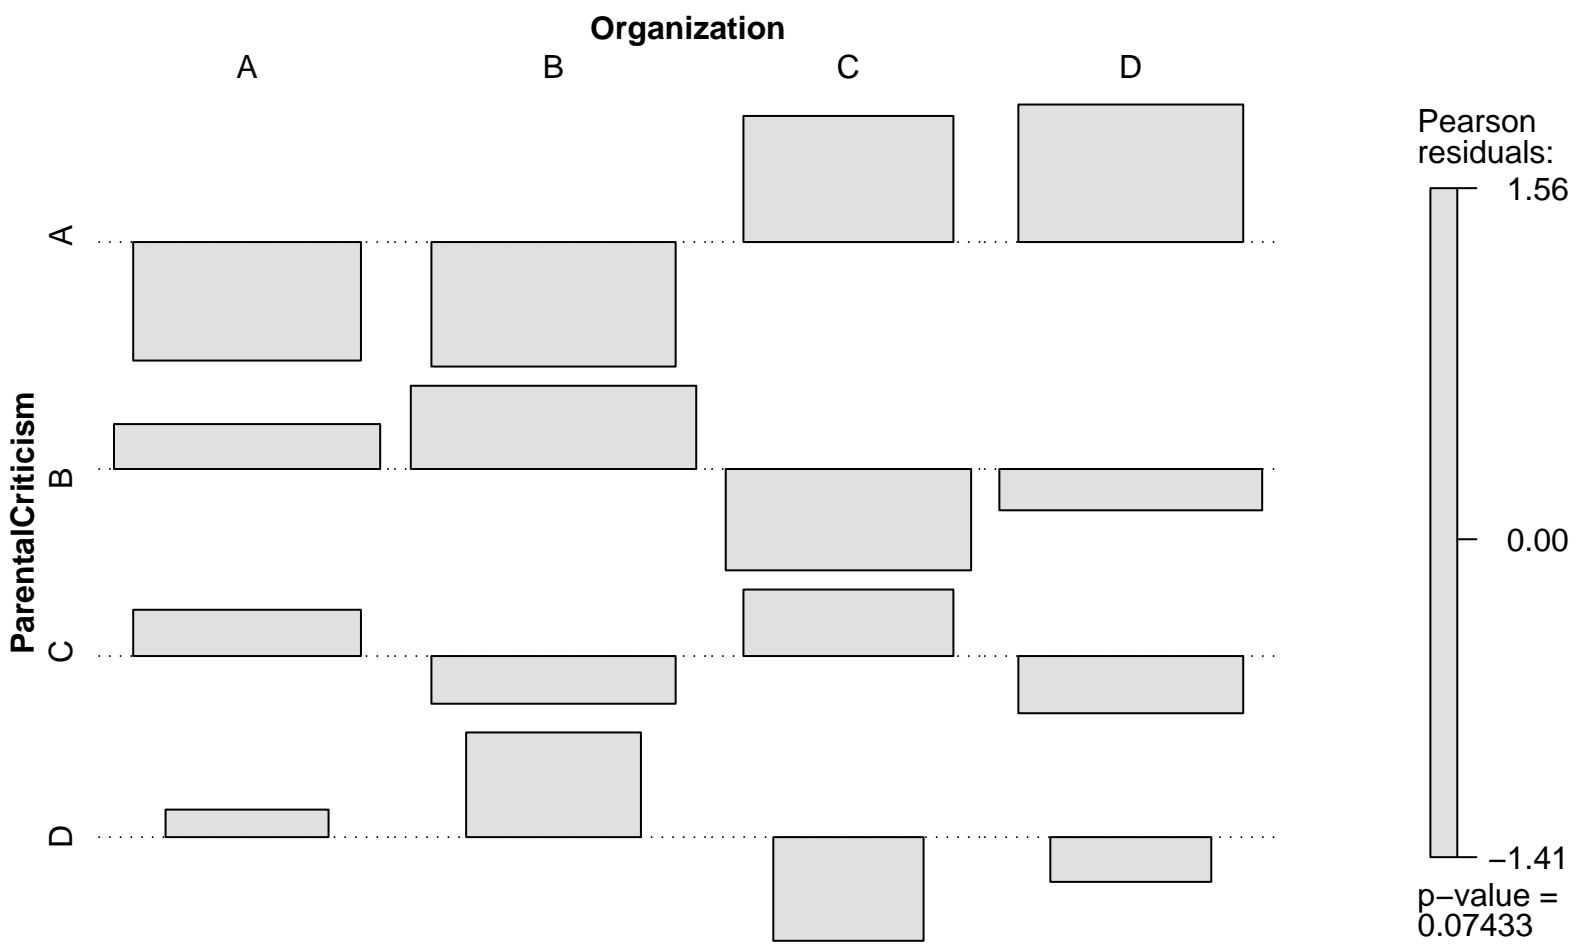 Organization
A
B
C
D
ParentalCriticism
A
B
C
D
Pearson
residuals:
1.56
0.00
−1.41
p−value =
0.07433